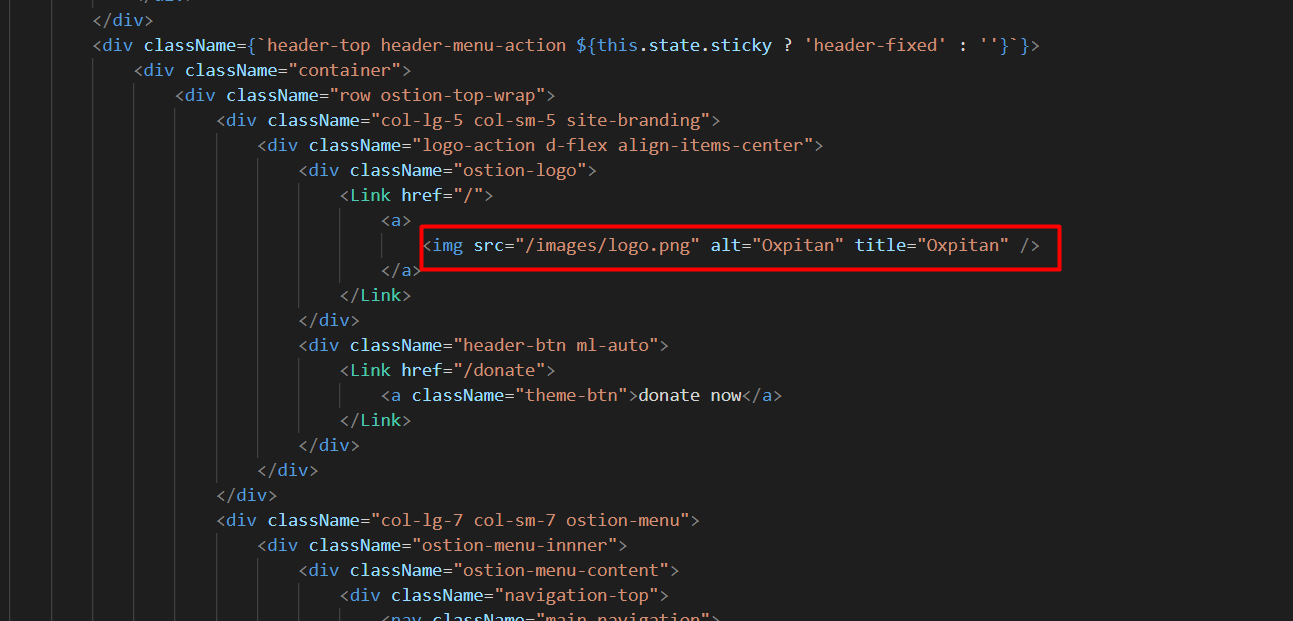 </div>
<div className={`header-top header-menu-action ${this.state.sticky ? 'header-fixed' : ''}`}>
<div className="container">
<div className="row ostion-top-wrap">
<div className="col-lg-5 col-sm-5 site-branding">
<div className="logo-action d-flex align-items-center">
<div className="ostion-logo">
<Link href="/">
<a>
<img src="/images/logo.png" alt="Oxpitan" title="Oxpitan" />
</a>
</Link>
</div>
<div className="header-btn ml-auto">
<Link href="/donate">
<a className="theme-btn">donate now</a>
</Link>
</div>
</div>
</div>
<div className="col-lg-7 col-sm-7 ostion-menu">
<div className="ostion-menu-innner">
<div className="ostion-menu-content">
<div className="navigation-top">
<nav className="main-navigation">